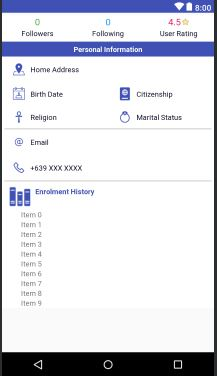 8:00
0 0 4.5
Followers Following User Rating
Personal Information
Home Address
Birth Date Citizenship
Religion Marital Status
@ Email
+639 XXX XXXX
Enrolment History
Item 0
Item 1
Item 2
Item 3
Item 4
Item 5
Item 6
Item 7
Item 8
Item 9